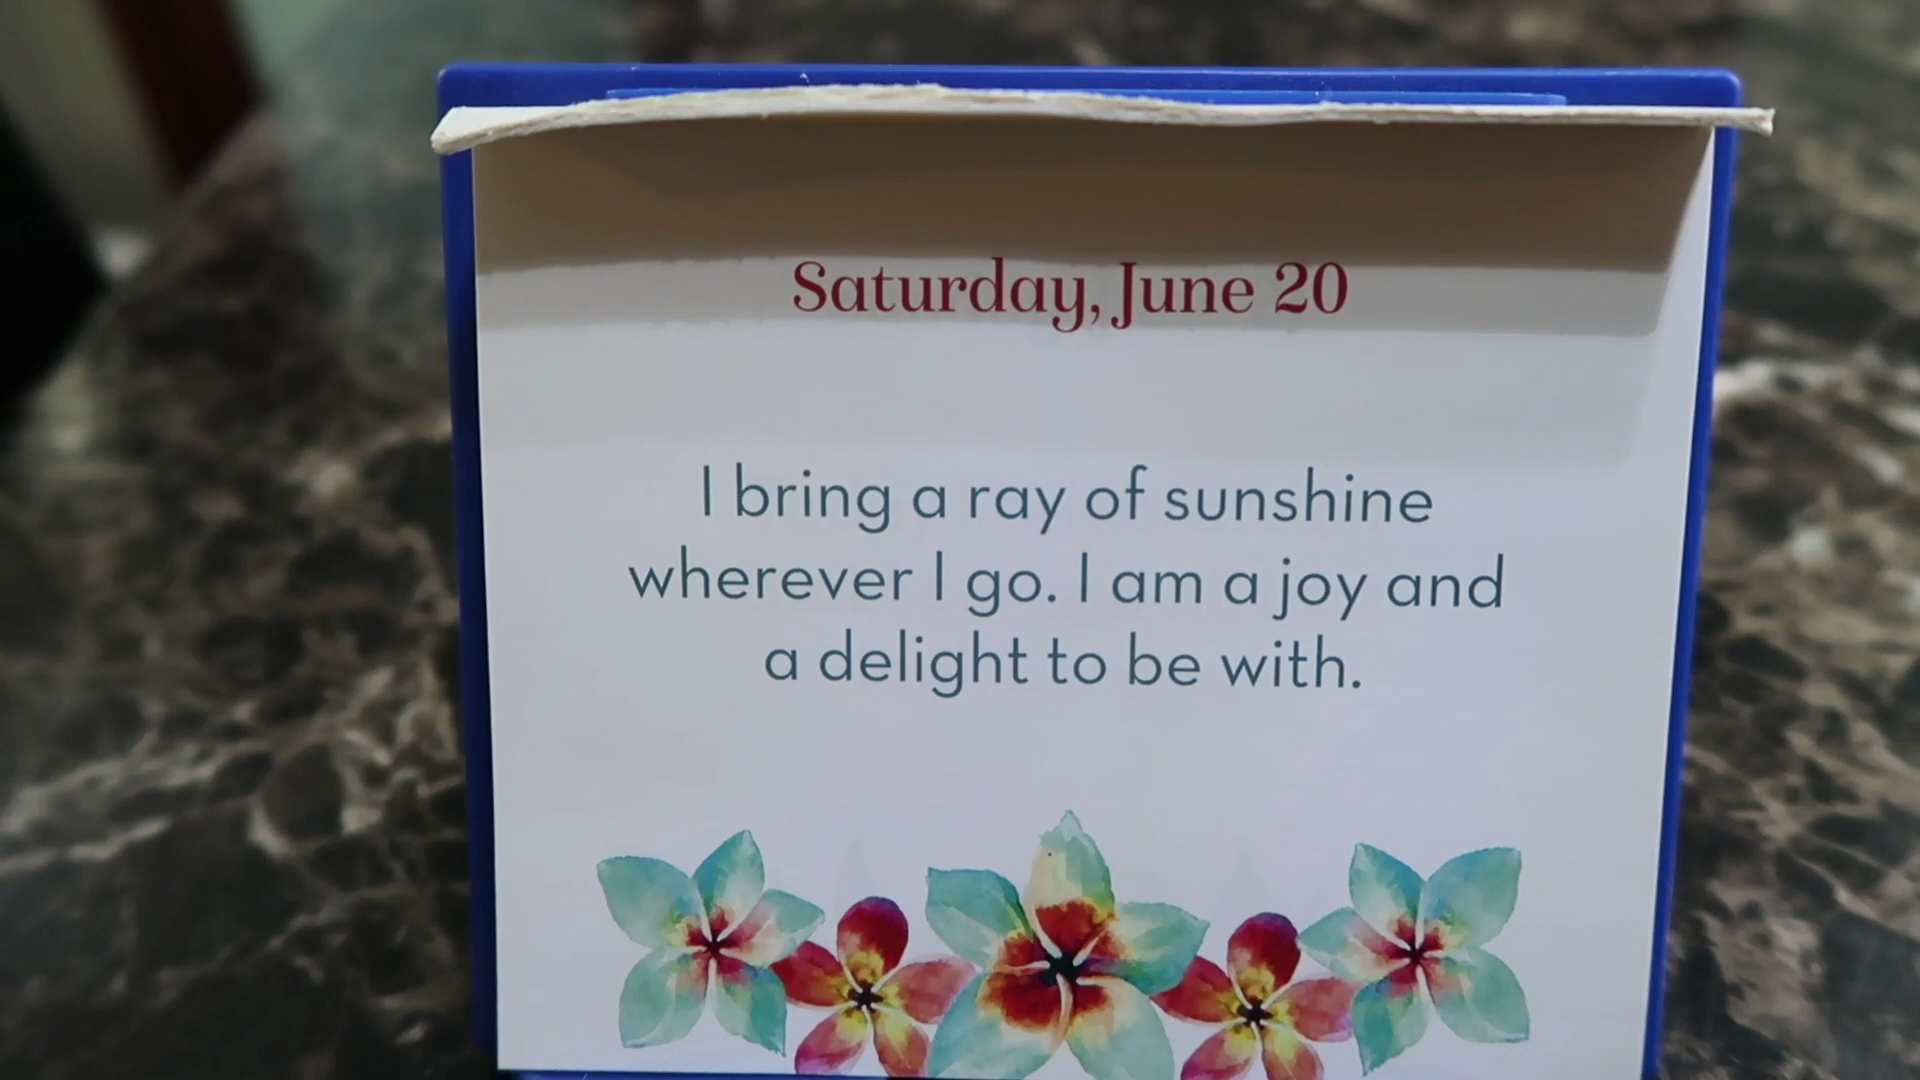 Saturday, June 20
I bring a ray of sunshine
wherever I go. I am a joy and
a delight to be with.